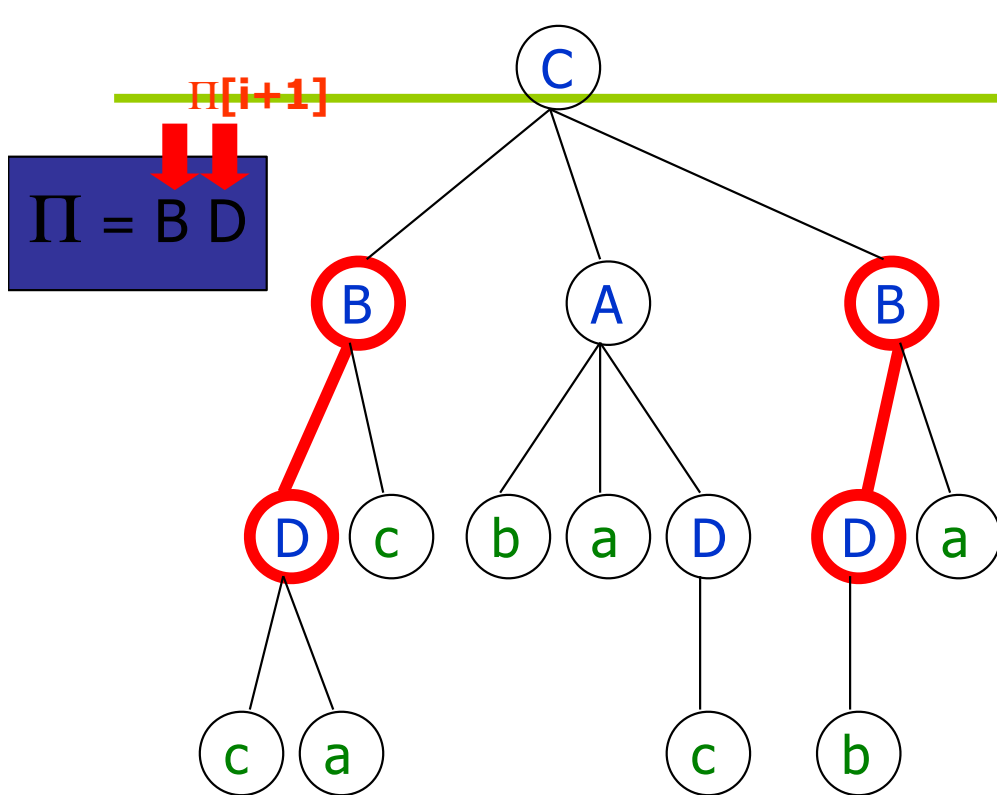 C
Π[i+1]
Π = B D
B A B
D c b a D D a
c a c b